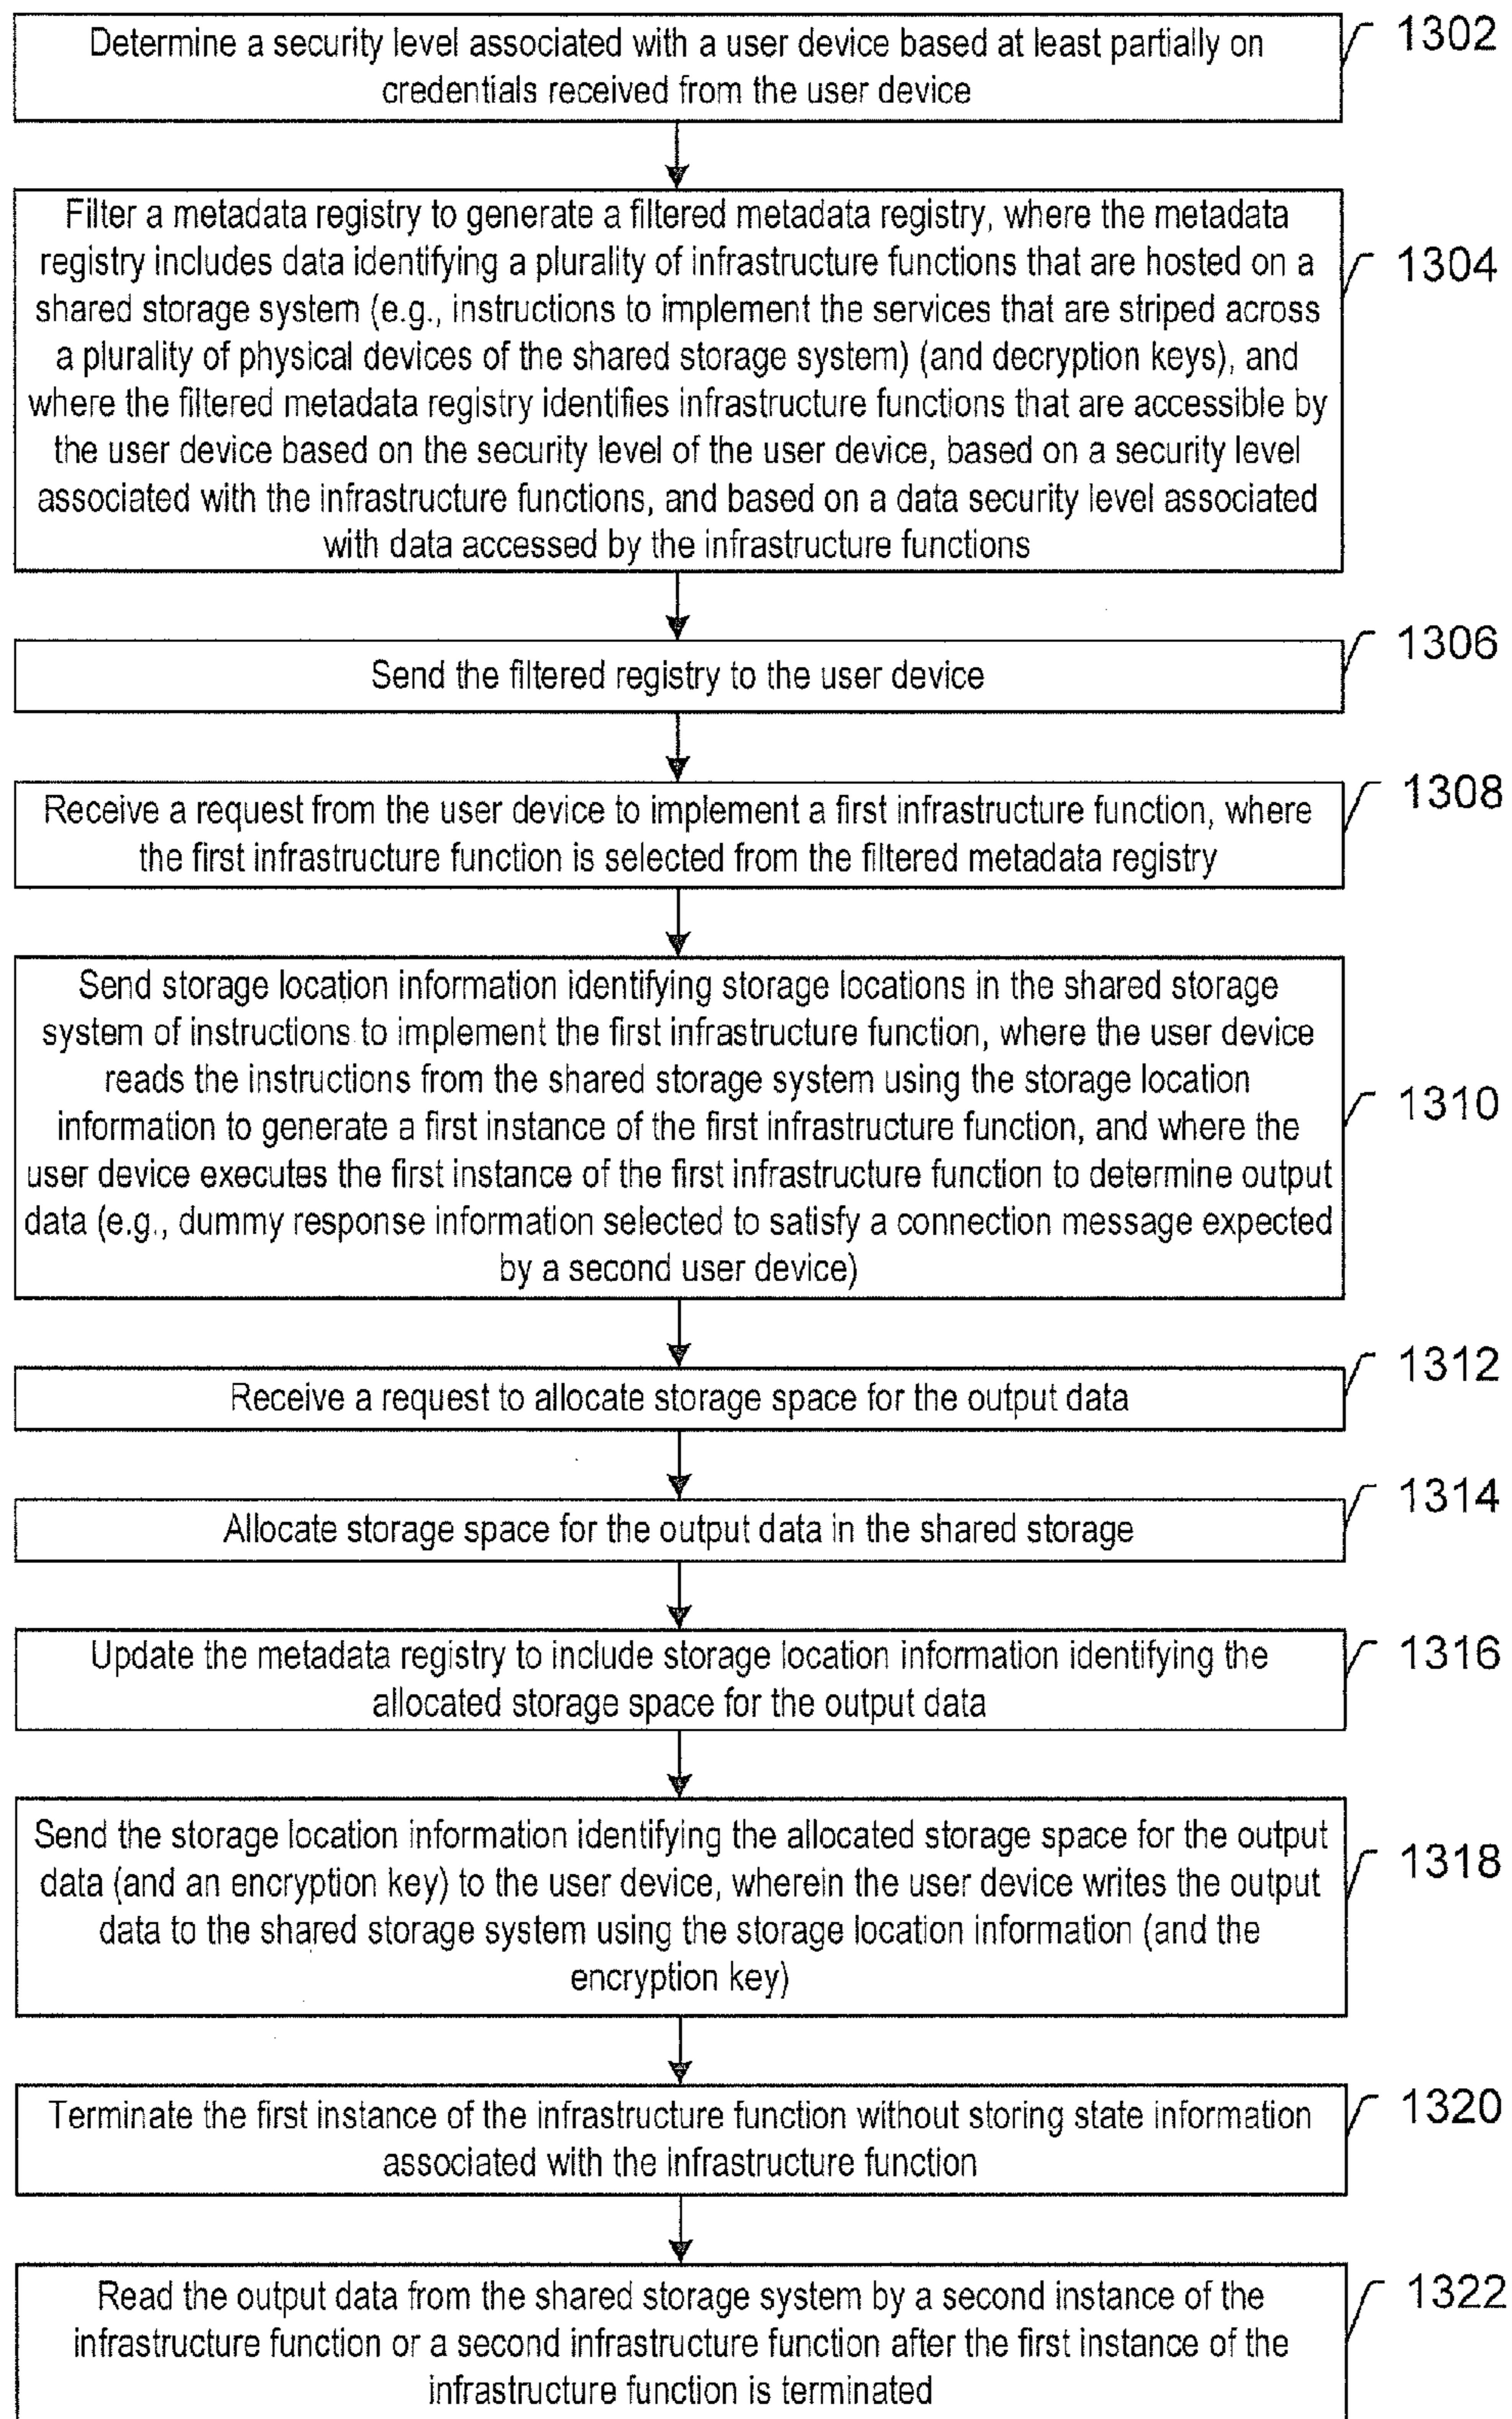 Determine a security level associated with a user device based at least partially on
credentials received from the user device
1302
Filter a metadata registry to generate a filtered metadata registry, where the metadata
registry includes data identifying a plurality of infrastructure functions that are hosted on a
shared storage system (e.g., instructions to implement the services that are striped across
a plurality of physical devices of the shared storage system) (and decryption keys), and
where the filtered metadata registry identifies infrastructure functions that are accessible by
the user device based on the security level of the user device, based on a security level
associated with the infrastructure functions, and based on a data security level associated
with data accessed by the infrastructure functions
1304
Send the filtered registry to the user device
1306
Receive a request from the user device to implement a first infrastructure function, where
the first infrastructure function is selected from the filtered metadata registry
1308
Send storage location information identifying storage locations in the shared storage
system of instructions to implement the first infrastructure function, where the user device
reads the instructions from the shared storage system using the storage location
information to generate a first instance of the first infrastructure function, and where the
user device executes the first instance of the first infrastructure function to determine output
data (e.g., dummy response information selected to satisfy a connection message expected
by a second user device)
1310
Receive a request to allocate storage space for the output data
1312
Allocate storage space for the output data in the shared storage
1314
Update the metadata registry to include storage location information identifying the
allocated storage space for the output data
1316
Send the storage location information identifying the allocated storage space for the output
data (and an encryption key) to the user device, wherein the user device writes the output
data to the shared storage system using the storage location information (and the
encryption key)
1318
Terminate the first instance of the infrastructure function without storing state information
associated with the infrastructure function
1320
Read the output data from the shared storage system by a second instance of the
infrastructure function or a second infrastructure function after the first instance of the
infrastructure function is terminated
1322